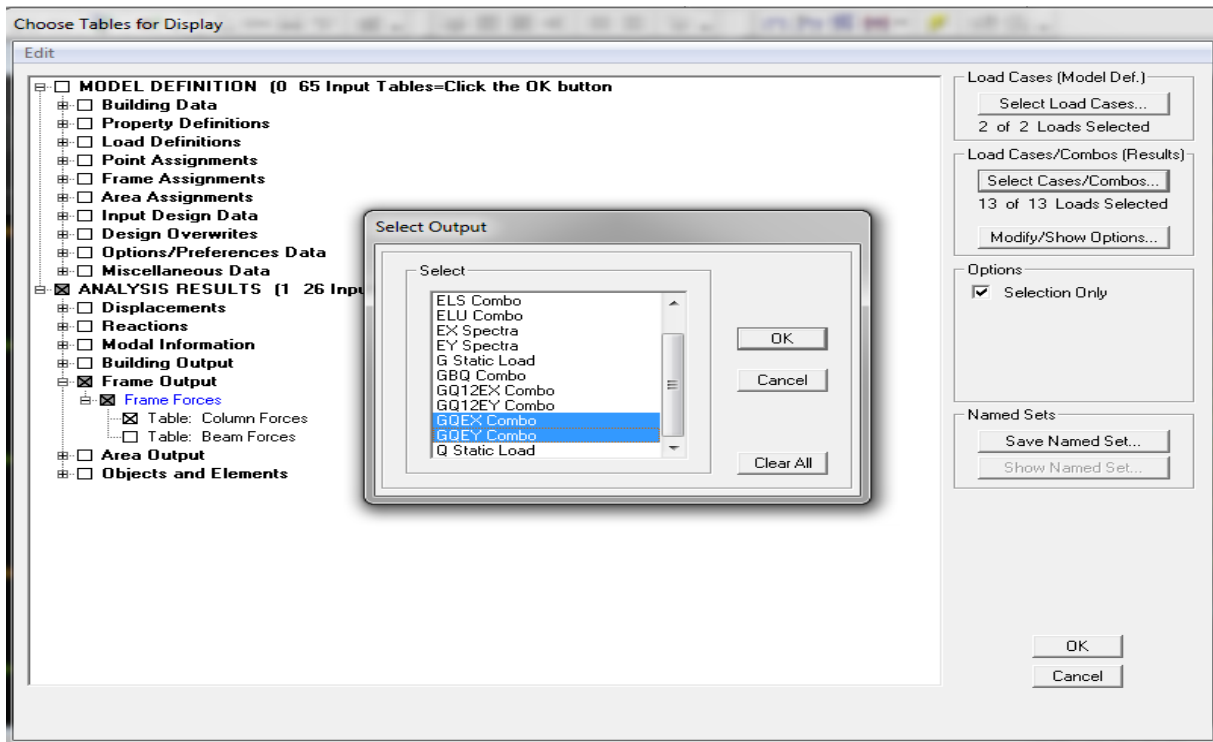 Choose Tables for Display
Edit
MODEL DEFINITION (0 65 Input Tables=Click the OK button
Building Data
Property Definitions
Load Definitions
Point Assignments
Frame Assignments
Area Assignments
Input Design Data
Design Overwrites
Options/Preferences Data
Miscellaneous Data
ANALYSIS RESULTS (1 26 Inpu
Displacements
Reactions
Modal Information
Building Output
Frame Output
Frame Forces
Table: Column Forces
Table: Beam Forces
Area Output
Objects and Elements
Select Output
Select
ELS Combo
ELU Combo
EX Spectra
EY Spectra
G Static Load
GBQ Combo
GQ12EX Combo
GQ12EY Combo
GQEX Combo
GQEY Combo
Q Static Load
OK
Cancel
Clear All
Load Cases (Model Def.)
Select Load Cases...
2 of 2 Loads Selected
Load Cases/Combos (Results)
Select Cases/Combos...
13 of 13 Loads Selected
Modify/Show Options...
Options
Selection Only
Named Sets
Save Named Set...
Show Named Set...
OK
Cancel